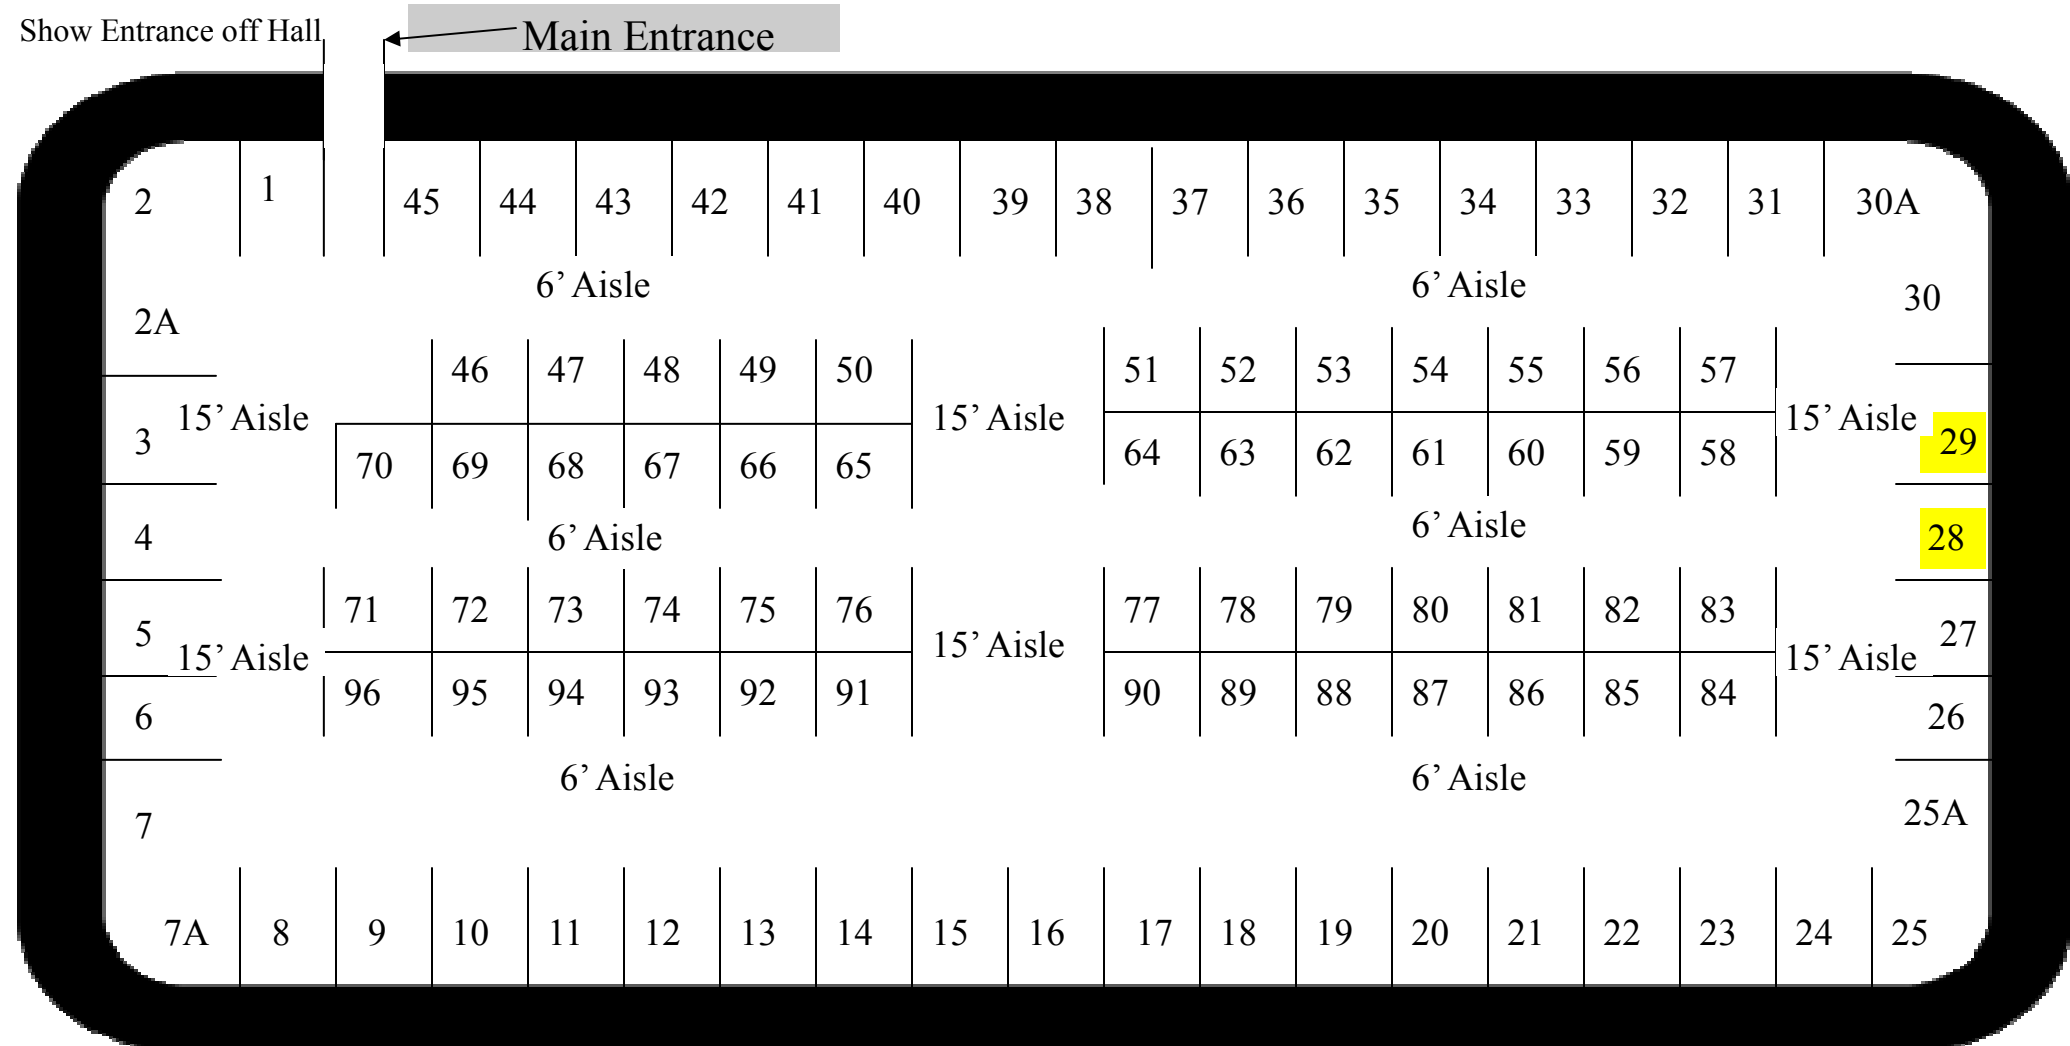 Show Entrance off Hall
Main Entrance
2 1 45 44 43 42 41 40 39 38 37 36 35 34 33 32 31 30A
6’ Aisle 6’ Aisle 30
2A
46 47 48 49 50 51 52 53 54 55 56 57
15’ Aisle 15’ Aisle 15’ Aisle
3 29
70 69 68 67 66 65 64 63 62 61 60 59 58
4 6’ Aisle 6’ Aisle 28
71 72 73 74 75 76 77 78 79 80 81 82 83
5 27
15’ Aisle 15’ Aisle 15’ Aisle
96 95 94 93 92 91 90 89 88 87 86 85 84
6 26
6’ Aisle 6’ Aisle
7 25A
7A 8 9 10 11 12 13 14 15 16 17 18 19 20 21 22 23 24 25